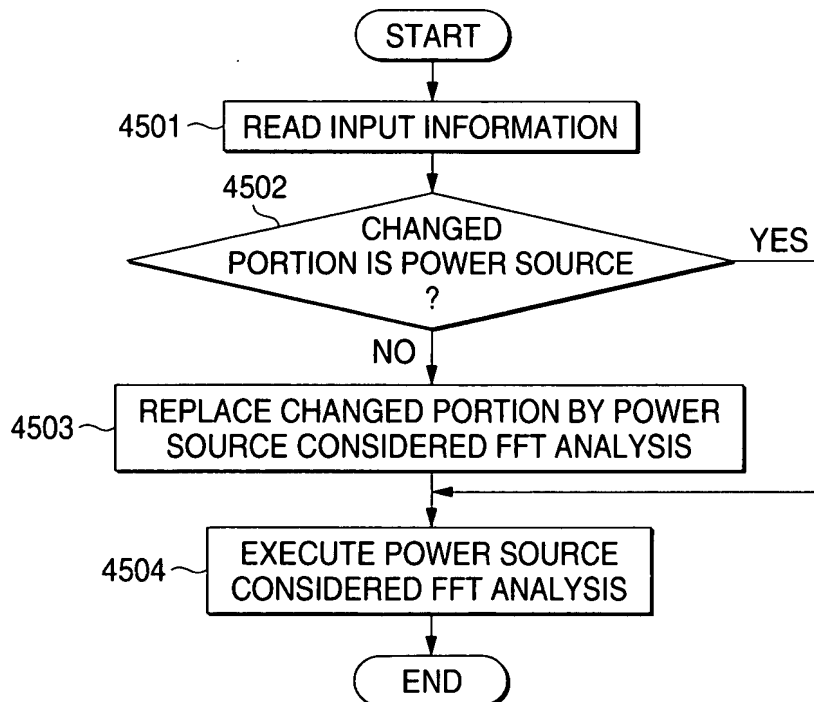 START
4501
READ INPUT INFORMATION
4502
CHANGED
PORTION IS POWER SOURCE
?
YES
NO
4503
REPLACE CHANGED PORTION BY POWER
SOURCE CONSIDERED FFT ANALYSIS
4504
EXECUTE POWER SOURCE
CONSIDERED FFT ANALYSIS
END